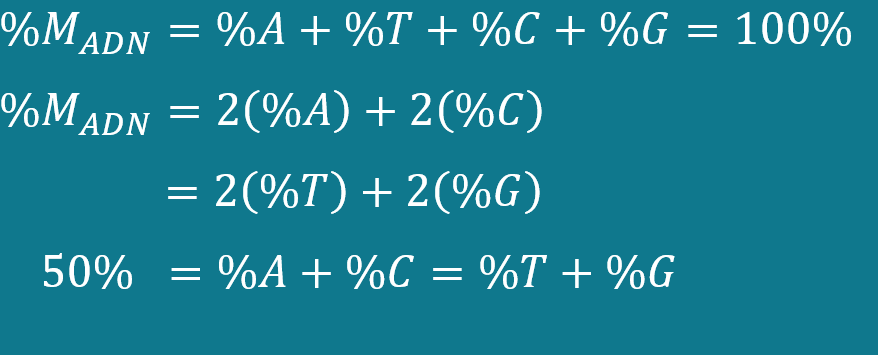 %M_ADN = %A + %T + %C + %G = 100%
%M_ADN = 2(%A) + 2(%C)
= 2(%T) + 2(%G)
50% = %A + %C = %T + %G